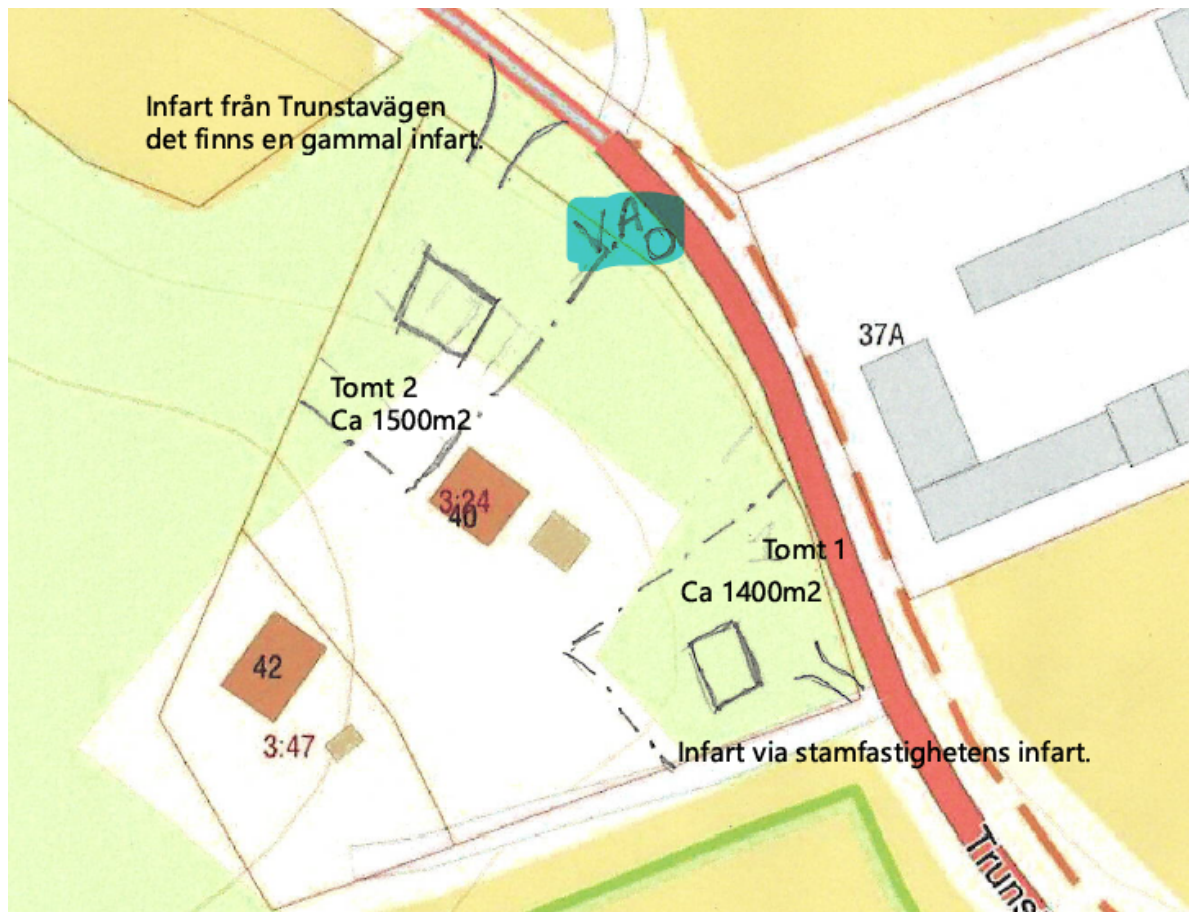 Infart från Trunstavägen
det finns en gammal infart.
V.A
O
37A
Tomt 2
Ca 1500m2
3:24
40
Tomt 1
Ca 1400m2
42
3:47
Infart via stamfastighetens infart.
Truns